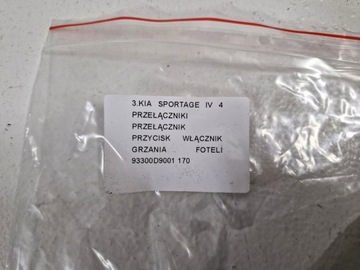 3.KIA SPORTAGE IV 4
PRZEŁĄCZNIKI
PRZEŁĄCZNIK
PRZYCISK WŁĄCZNIK
GRZANIA FOTELI
93300D9001 170